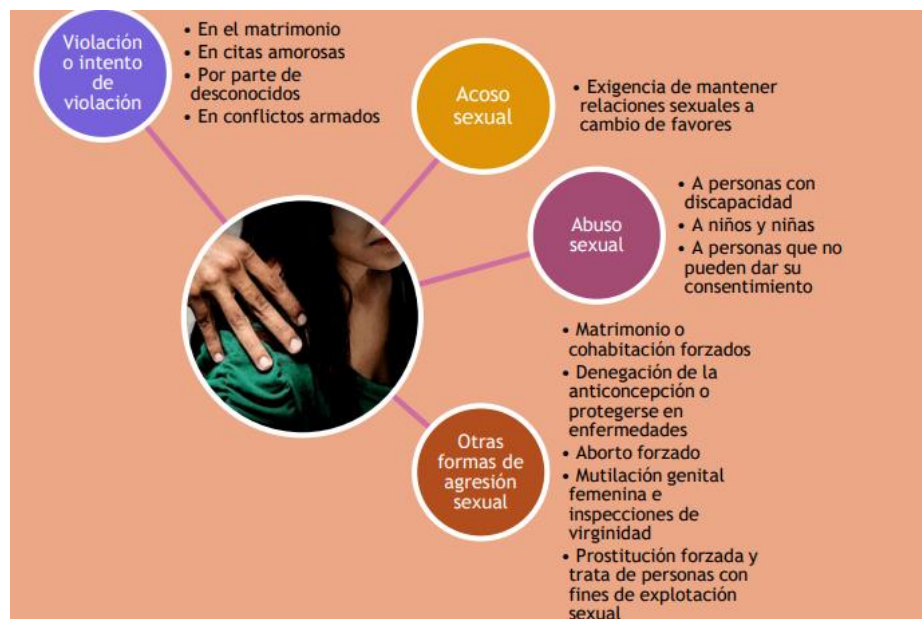 Violación
o intento
de
violación
• En el matrimonio
• En citas amorosas
• Por parte de
desconocidos
• En conflictos armados
Acoso
sexual
• Exigencia de mantener
relaciones sexuales a
cambio de favores
Abuso
sexual
• A personas con
discapacidad
• A niños y niñas
• A personas que no
pueden dar su
consentimiento
Otras
formas de
agresión
sexual
• Matrimonio o
cohabitación forzados
• Denegación de la
anticoncepción o
protegerse en
enfermedades
• Aborto forzado
• Mutilación genital
femenina e
inspecciones de
virginidad
• Prostitución forzada y
trata de personas con
fines de explotación
sexual